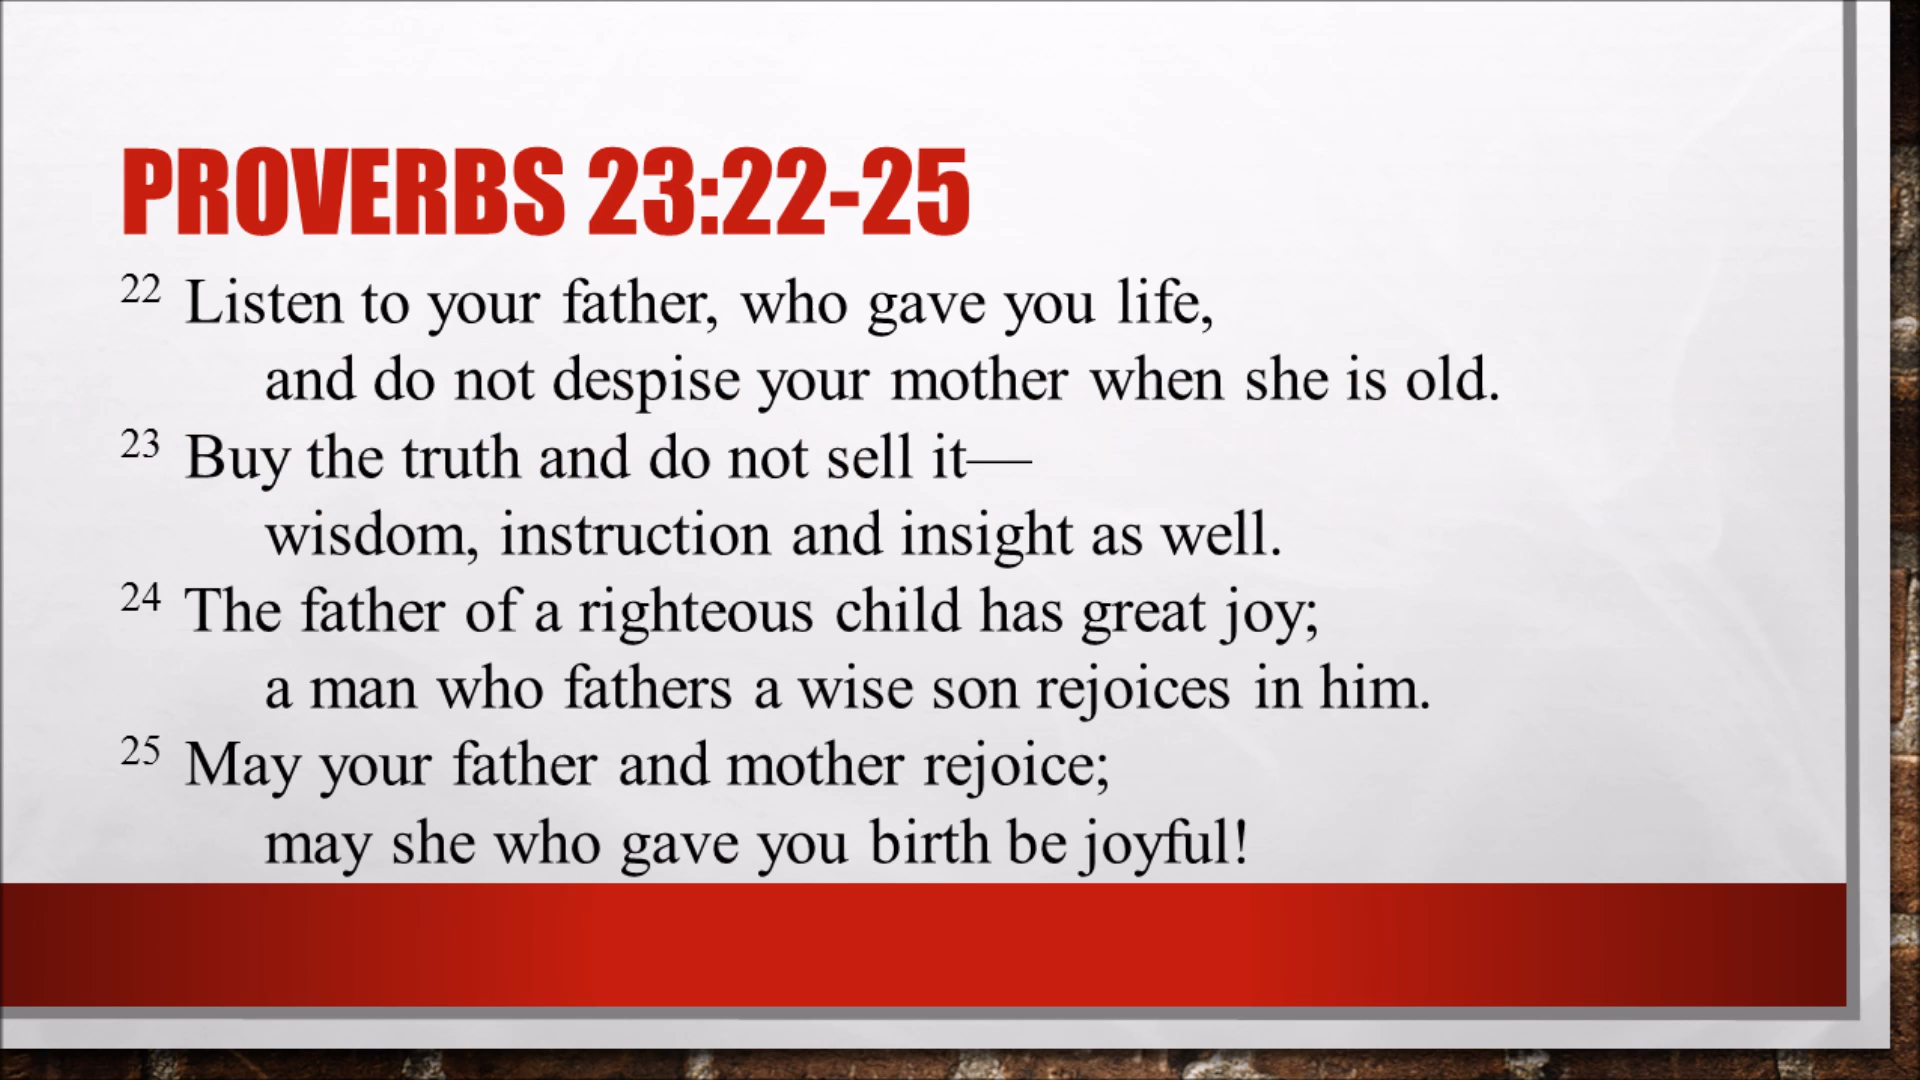 PROVERBS 23:22-25
22 Listen to your father, who gave you life,
and do not despise your mother when she is old.
23 Buy the truth and do not sell it—
wisdom, instruction and insight as well.
24 The father of a righteous child has great joy;
a man who fathers a wise son rejoices in him.
25 May your father and mother rejoice;
may she who gave you birth be joyful!